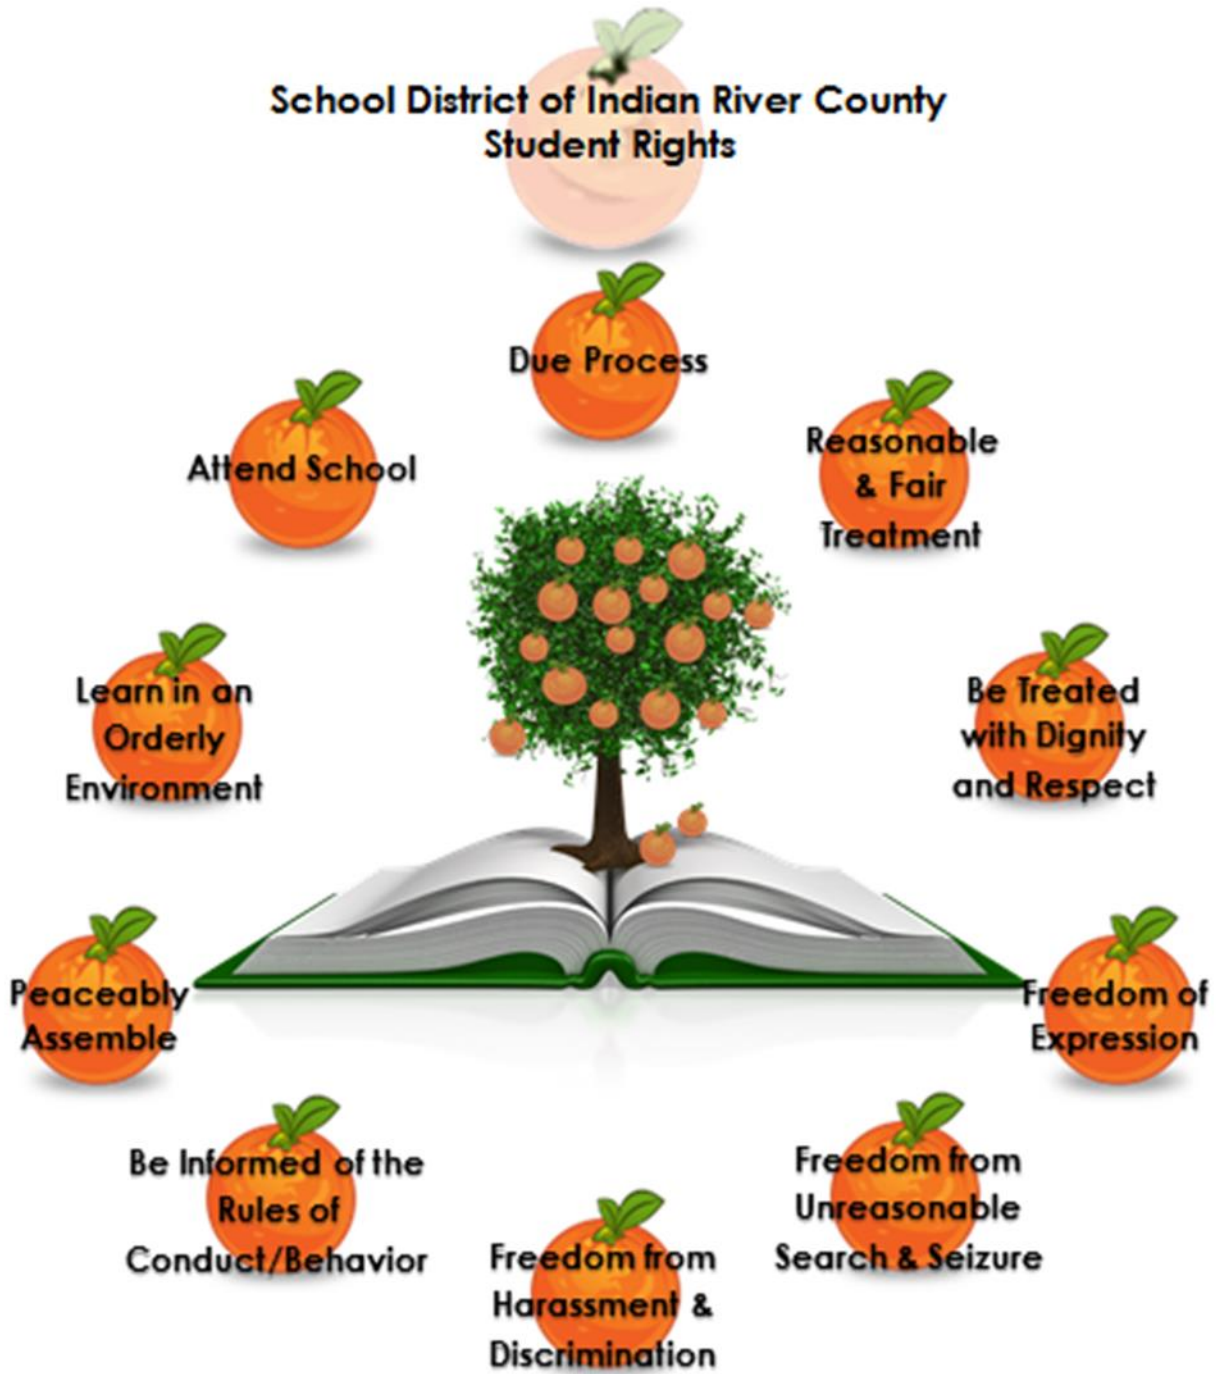 School District of Indian River County
Student Rights
Due Process
Attend School
Reasonable
& Fair
Treatment
Learn in an
Orderly
Environment
Be Treated
with Dignity
and Respect
Peaceably
Assemble
Freedom of
Expression
Be Informed of the
Rules of
Conduct/Behavior
Freedom from
Unreasonable
Search & Seizure
Freedom from
Harassment &
Discrimination